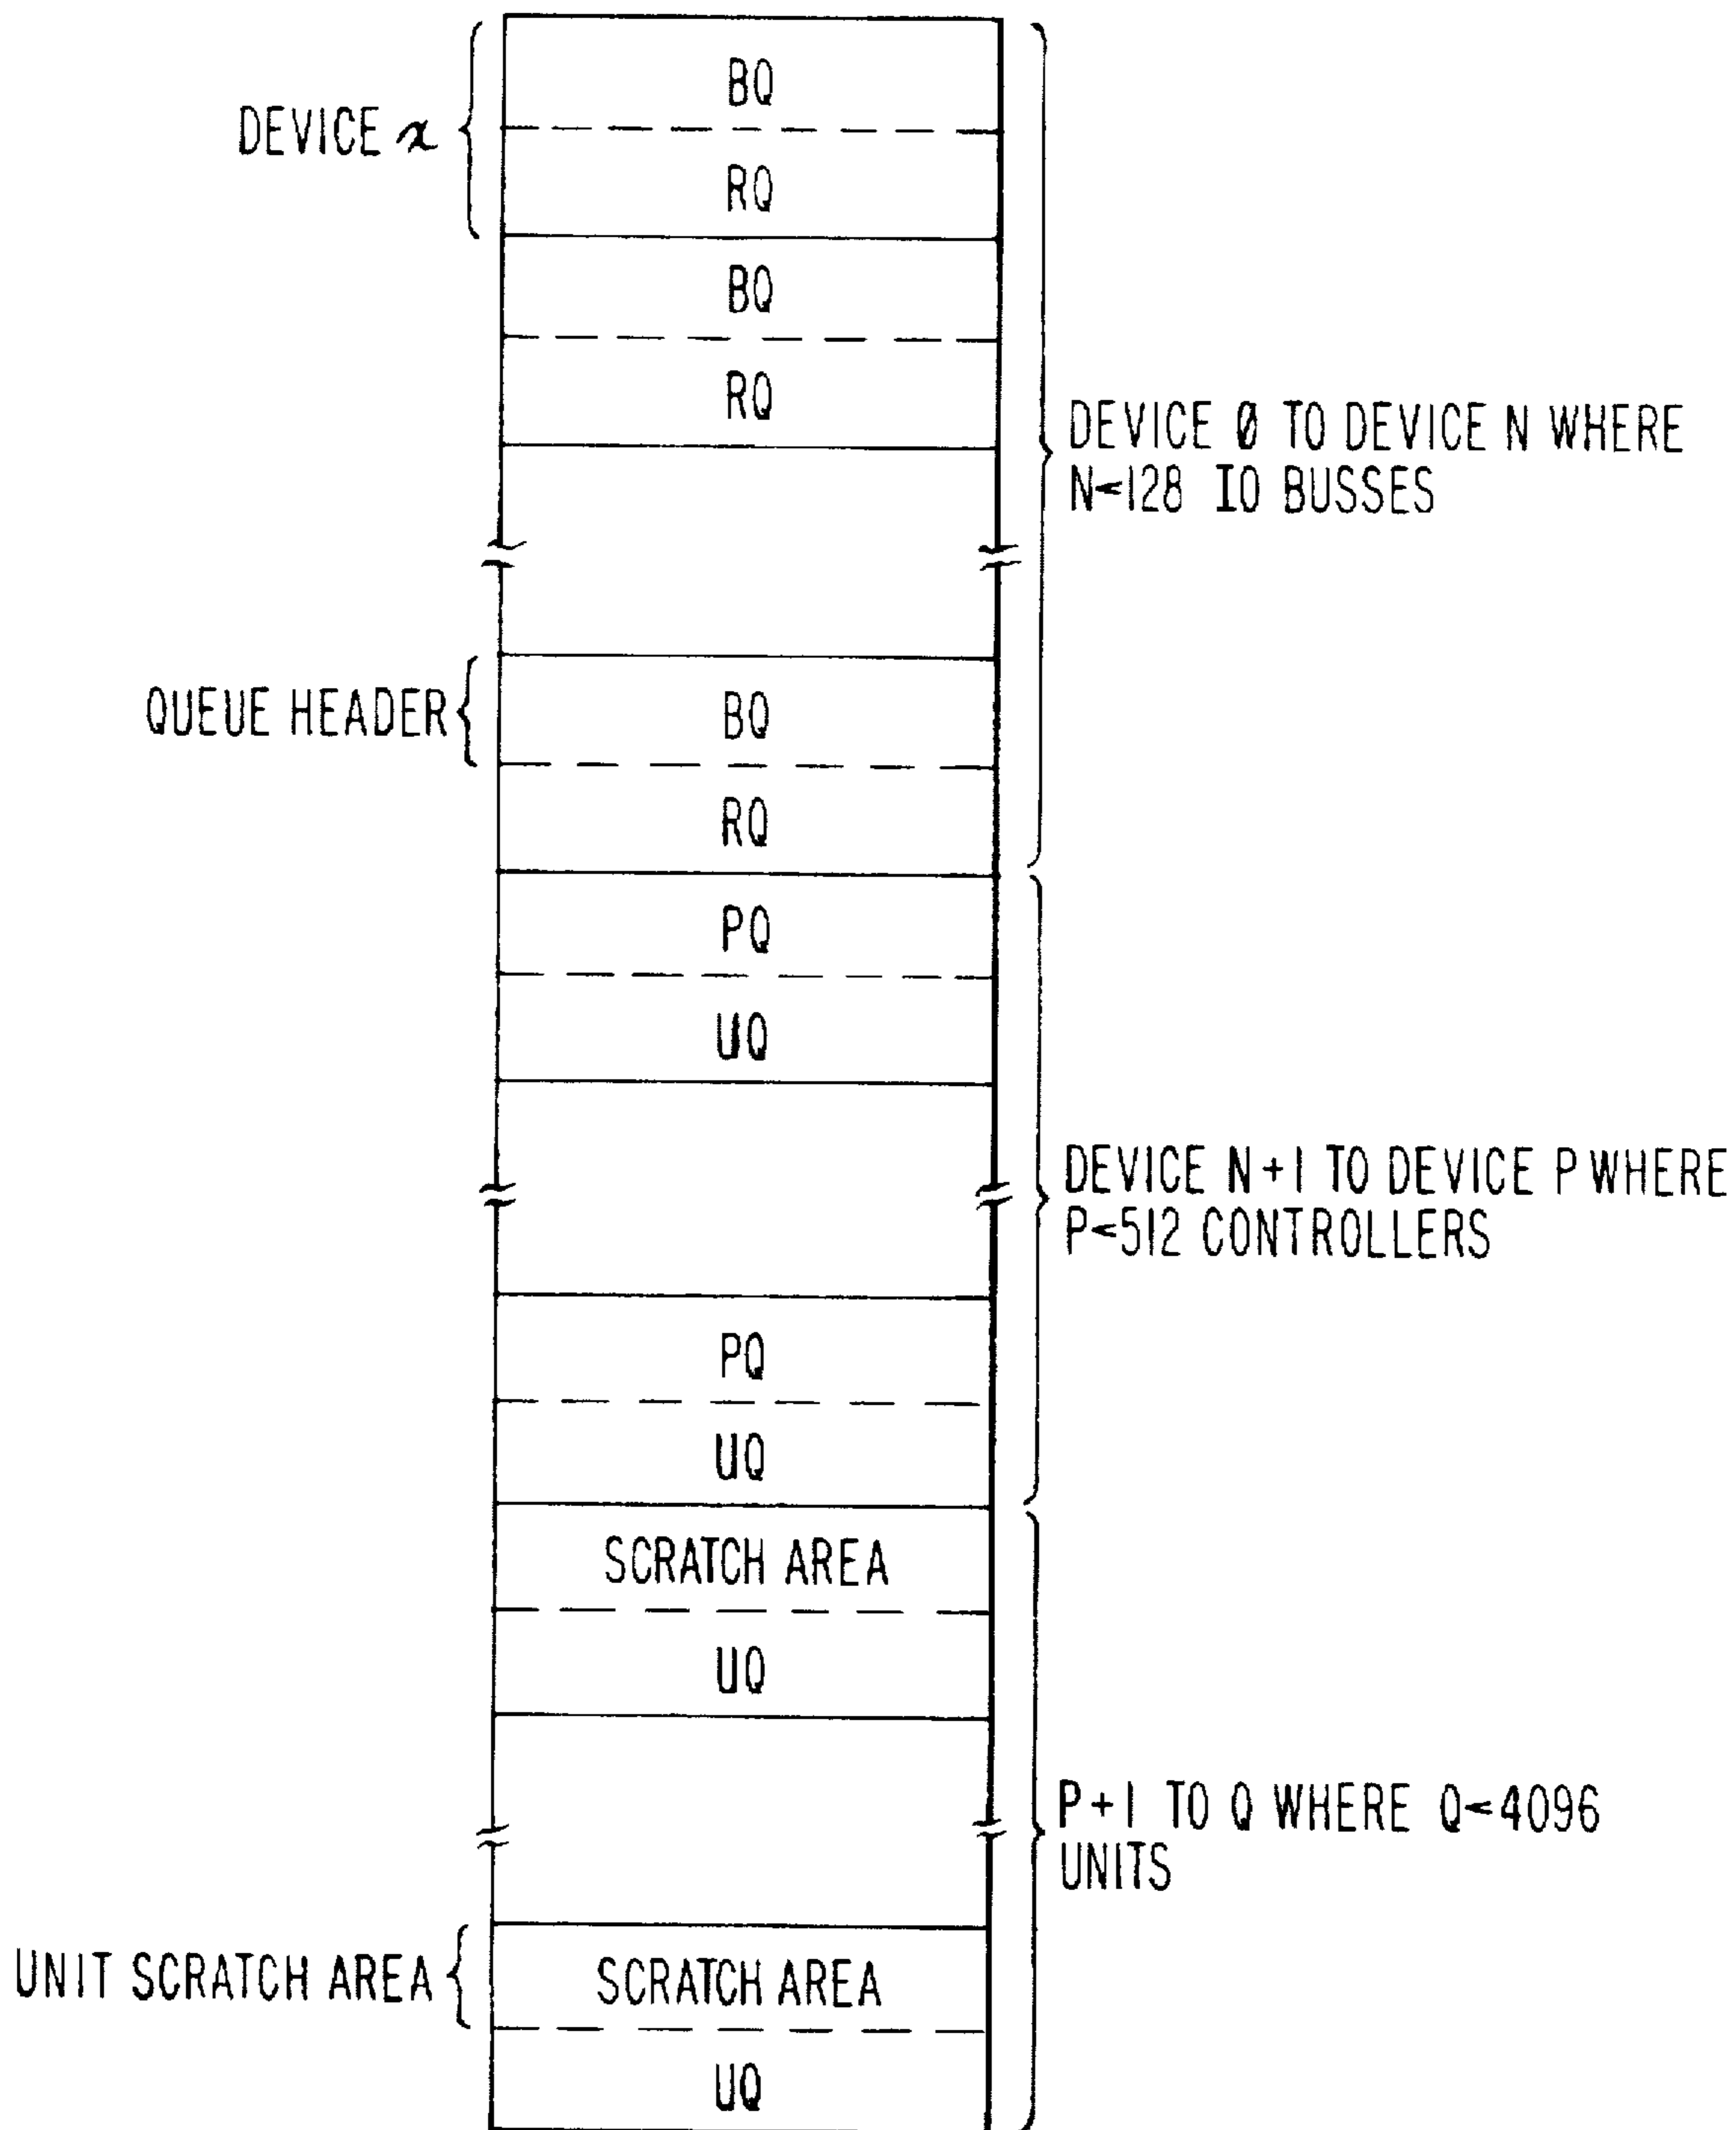 BQ
DEVICE x
RQ
BQ
RQ
DEVICE Ø TO DEVICE N WHERE
N<128 IO BUSSES
QUEUE HEADER
BQ
RQ
PQ
UQ
DEVICE N+1 TO DEVICE P WHERE
P<512 CONTROLLERS
PQ
UQ
SCRATCH AREA
UQ
P+1 TO Q WHERE Q<4096
UNITS
UNIT SCRATCH AREA
SCRATCH AREA
UQ